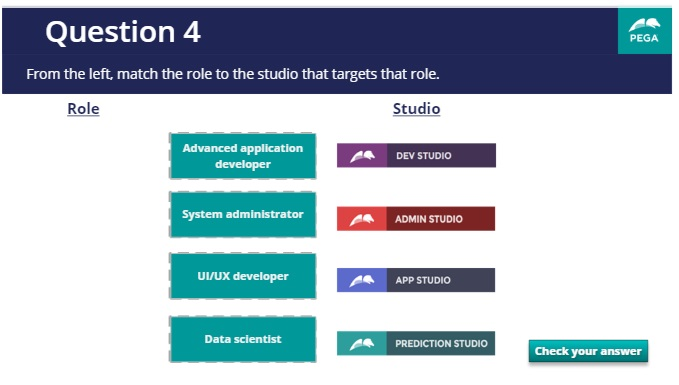 Question 4
PEGA
From the left, match the role to the studio that targets that role.
Role
Studio
Advanced application
developer
DEV STUDIO
System administrator
ADMIN STUDIO
UI/UX developer
APP STUDIO
Data scientist
PREDICTION STUDIO
Check your answer